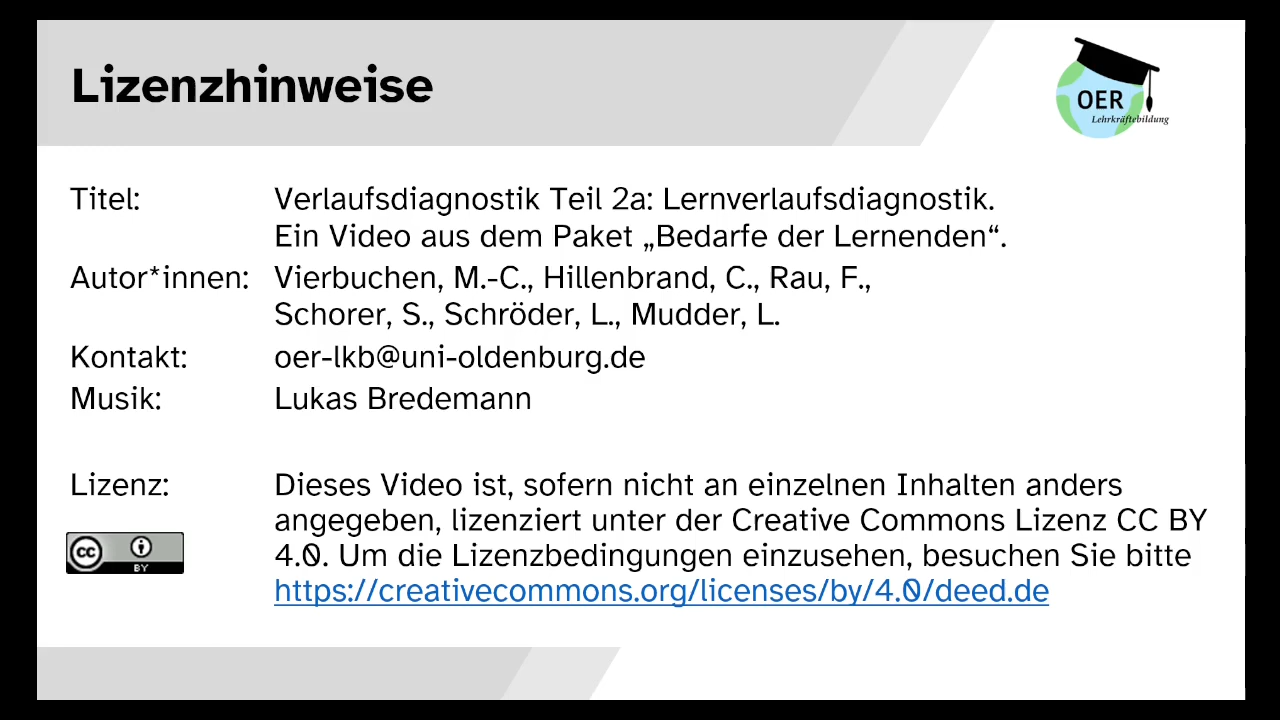 Lizenzhinweise
OER
Lehrkräftebildung
Titel: Verlaufsdiagnostik Teil 2a: Lernverlaufsdiagnostik.
Ein Video aus dem Paket „Bedarfe der Lernenden“.
Autor*innen: Vierbuchen, M.-C., Hillenbrand, C., Rau, F.,
Schorer, S., Schröder, L., Mudder, L.
Kontakt: oer-lkb@uni-oldenburg.de
Musik: Lukas Bredemann
Lizenz: Dieses Video ist, sofern nicht an einzelnen Inhalten anders
angegeben, lizenziert unter der Creative Commons Lizenz CC BY
4.0. Um die Lizenzbedingungen einzusehen, besuchen Sie bitte
https://creativecommons.org/licenses/by/4.0/deed.de
cc
BY